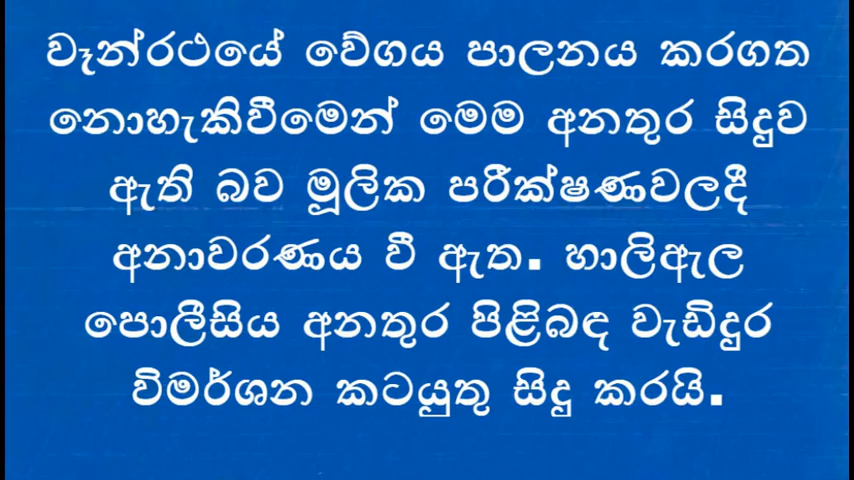 වෑන්රථයේ වේගය පාලනය කරගත
නොහැකිවීමෙන් මෙම අනතුර සිදුව
ඇති බව මූලික පරීක්ෂණවලදී
අනාවරණය වී ඇත. හාලිඇල
පොලීසිය අනතුර පිළිබඳ වැඩිදුර
විමර්ශන කටයුතු සිදු කරයි.